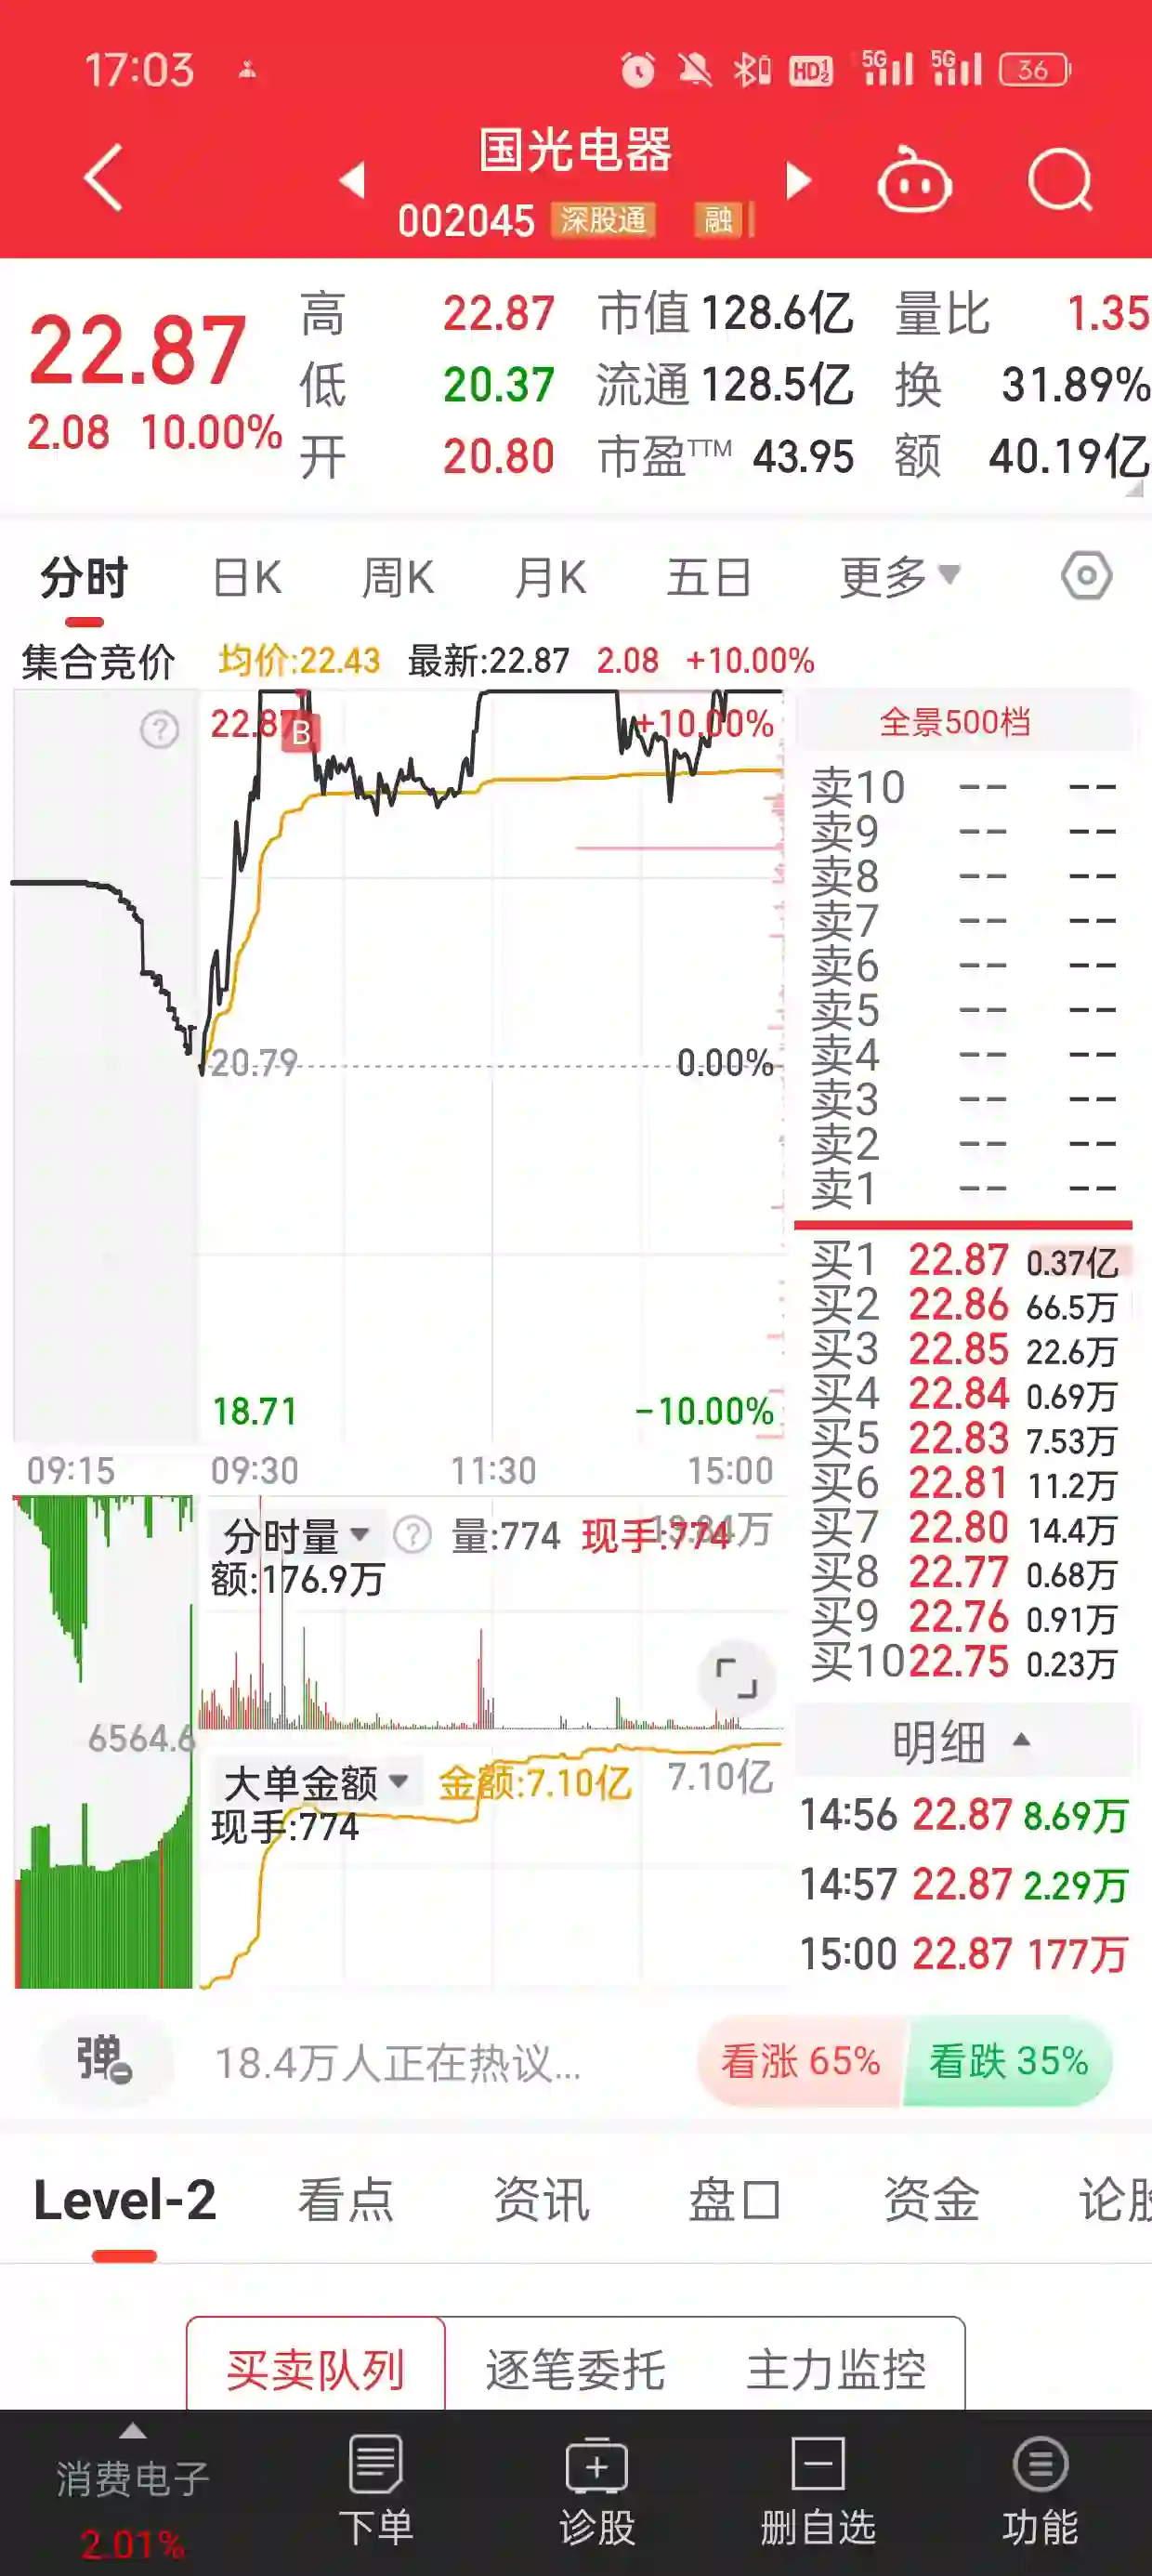 17:03 HD 1 2 5G 5G 36
国光电器
002045 深股通 融
22.87 高 22.87 市值 128.6亿 量比 1.35
2.08 10.00% 低 20.37 流通 128.5亿 换 31.89%
开 20.80 市盈TTM 43.95 额 40.19亿
分时 日K 周K 月K 五日 更多
集合竞价 均价:22.43 最新:22.87 2.08 +10.00%
22.87 B +10.00%
20.79 0.00%
18.71 -10.00%
09:15 09:30 11:30 15:00
全景500档
卖10 -- --
卖9 -- --
卖8 -- --
卖7 -- --
卖6 -- --
卖5 -- --
卖4 -- --
卖3 -- --
卖2 -- --
卖1 -- --
买1 22.87 0.37亿
买2 22.86 66.5万
买3 22.85 22.6万
买4 22.84 0.69万
买5 22.83 7.53万
买6 22.81 11.2万
买7 22.80 14.4万
买8 22.77 0.68万
买9 22.76 0.91万
买10 22.75 0.23万
分时量 ? 量:774 现手:774
额:176.9万
6564.6
大单金额 金额:7.10亿 7.10亿
现手:774
明细
14:56 22.87 8.69万
14:57 22.87 2.29万
15:00 22.87 177万
弹 18.4万人正在热议... 看涨 65% 看跌 35%
Level-2 看点 资讯 盘口 资金 论股
买卖队列 逐笔委托 主力监控
消费电子 下单 诊股 删自选 功能
2.01%